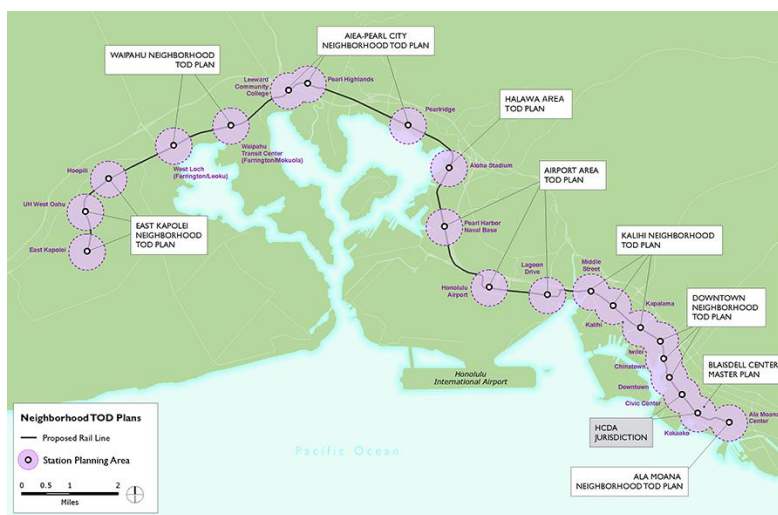 AIEA-PEARL CITY
NEIGHBORHOOD TOD PLAN
WAIPAHU NEIGHBORHOOD
TOD PLAN
Leeward
Community
College
Pearl Highlands
Pearlridge
HALAWA AREA
TOD PLAN
Waipahu
Transit Center
(Farrington/Mokuola)
West Loch
(Farrington/Leoku)
Aloha Stadium
AIRPORT AREA
TOD PLAN
Hoopili
UH West Oahu
East Kapolei
EAST KAPOLEI
NEIGHBORHOOD
TOD PLAN
Pearl Harbor
Naval Base
KALIHI NEIGHBORHOOD
TOD PLAN
Honolulu
Airport
Lagoon
Drive
Middle
Street
Kalihi
Kapalama
DOWNTOWN
NEIGHBORHOOD
TOD PLAN
Iwilei
Chinatown
Downtown
Civic Center
BLAISDELL CENTER
MASTER PLAN
Honolulu
International Airport
HCDA
JURISDICTION
Kakaako
Ala Moana
Center
ALA MOANA
NEIGHBORHOOD TOD PLAN
Pacific Ocean
Neighborhood TOD Plans
Proposed Rail Line
Station Planning Area
0 0.5 1 2
Miles